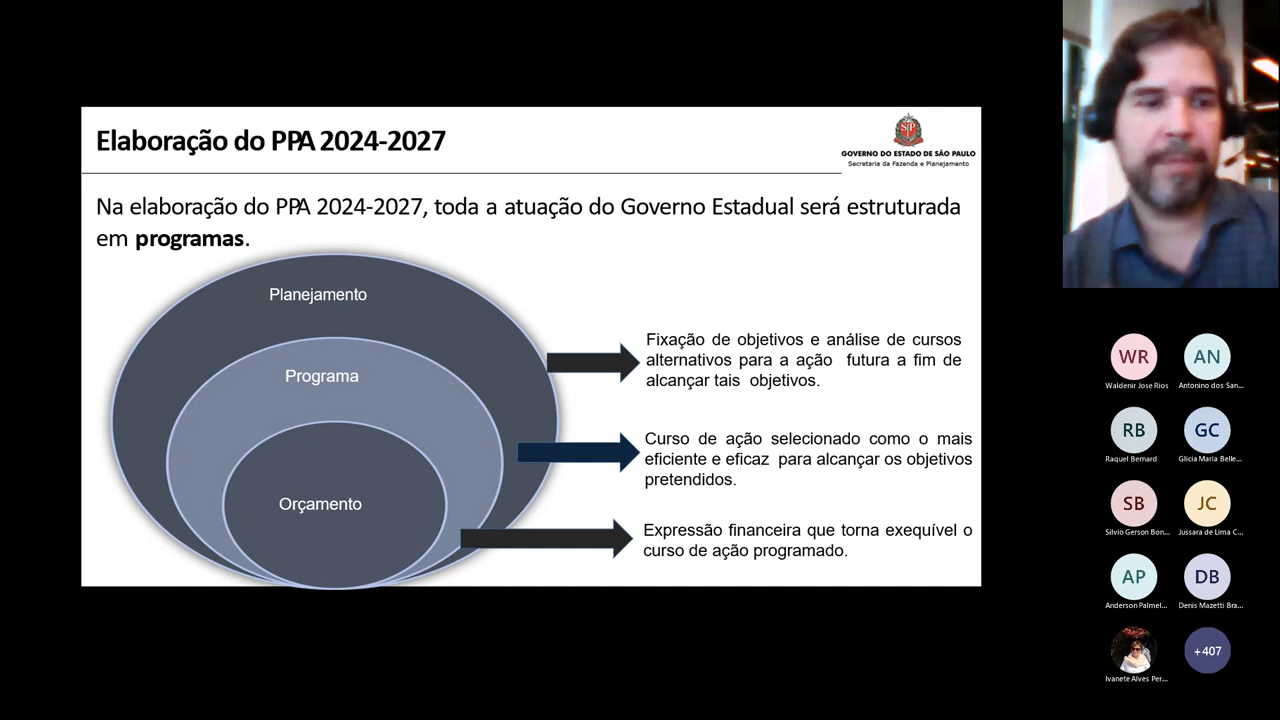 Elaboração do PPA 2024-2027
SP
GOVERNO DO ESTADO DE SÃO PAULO
Secretaria da Fazenda e Planejamento
Na elaboração do PPA 2024-2027, toda a atuação do Governo Estadual será estruturada
em programas.
Planejamento
Programa
Orçamento
Fixação de objetivos e análise de cursos
alternativos para a ação futura a fim de
alcançar tais objetivos.
Curso de ação selecionado como o mais
eficiente e eficaz para alcançar os objetivos
pretendidos.
Expressão financeira que torna exequível o
curso de ação programado.
WR
Waldenir Jose Rios
AN
Antonino dos San...
RB
Raquel Bernard
GC
Glicia Maria Belle...
SB
Silvio Gerson Bon...
JC
Jussara de Lima C...
AP
Anderson Palmel...
DB
Denis Mazetti Bra...
Ivanete Alves Per...
+407